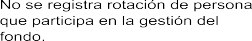 No se registra rotación de persona
que participa en la gestión del
fondo.